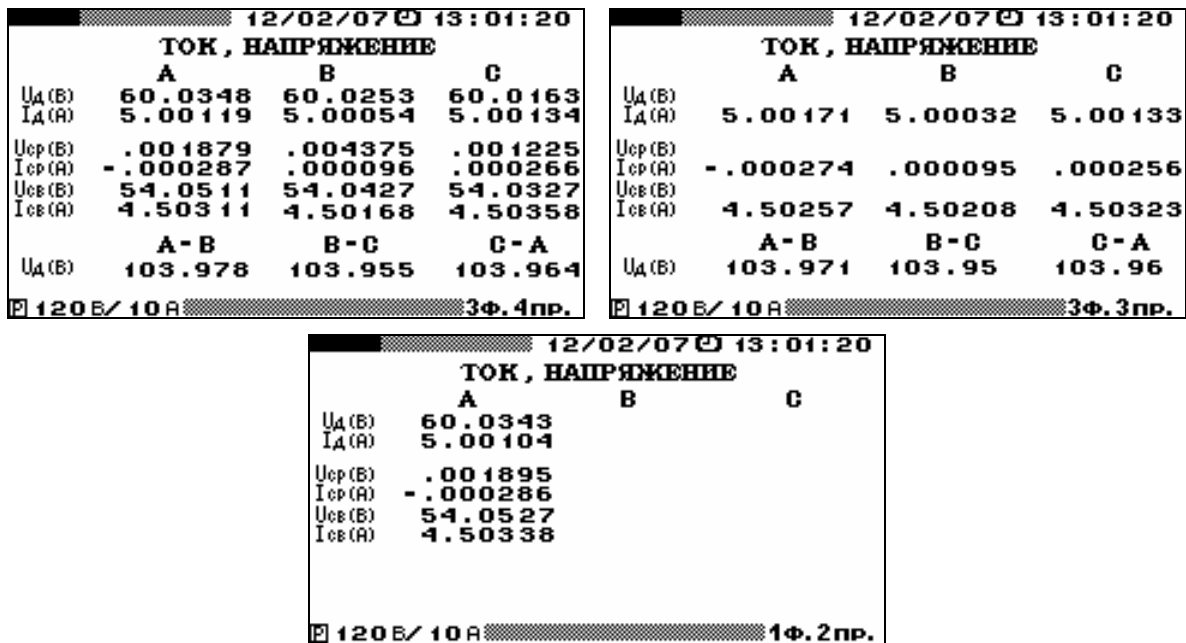 12/02/07 13:01:20
ТОК, НАПРЯЖЕНИЕ
A B C
Uд(В) 60.0348 60.0253 60.0163
Iд(А) 5.00119 5.00054 5.00134
Uср(В) .001879 .004375 .001225
Iср(А) -.000287 .000096 .000266
Uсв(В) 54.0511 54.0427 54.0327
Iсв(А) 4.50311 4.50168 4.50358
A-B B-C C-A
Uд(В) 103.978 103.955 103.964
P 120В/10А 3Ф.4пр.
12/02/07 13:01:20
ТОК, НАПРЯЖЕНИЕ
A B C
Uд(В)
Iд(А) 5.00171 5.00032 5.00133
Uср(В)
Iср(А) -.000274 .000095 .000256
Uсв(В)
Iсв(А) 4.50257 4.50208 4.50323
A-B B-C C-A
Uд(В) 103.971 103.95 103.96
P 120В/10А 3Ф.3пр.
12/02/07 13:01:20
ТОК, НАПРЯЖЕНИЕ
A B C
Uд(В) 60.0343
Iд(А) 5.00104
Uср(В) .001895
Iср(А) -.000286
Uсв(В) 54.0527
Iсв(А) 4.50338
P 120В/10А 1Ф.2пр.